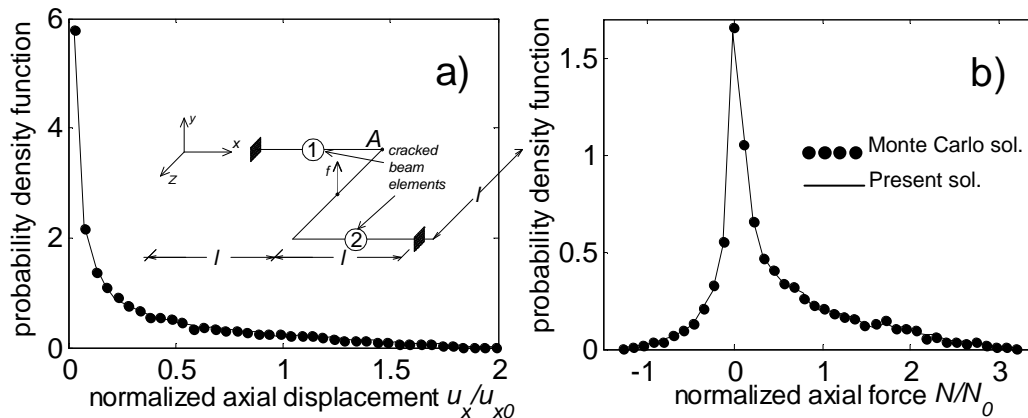 probability density function
6
4
2
0
a)
y
x
Z
1
A
cracked
beam
elements
f
2
l
l
l
0 0.5 1 1.5 2
normalized axial displacement u_x/u_x0
probability density function
1.5
1
0.5
0
b)
Monte Carlo sol.
Present sol.
-1 0 1 2 3
normalized axial force N/N_0